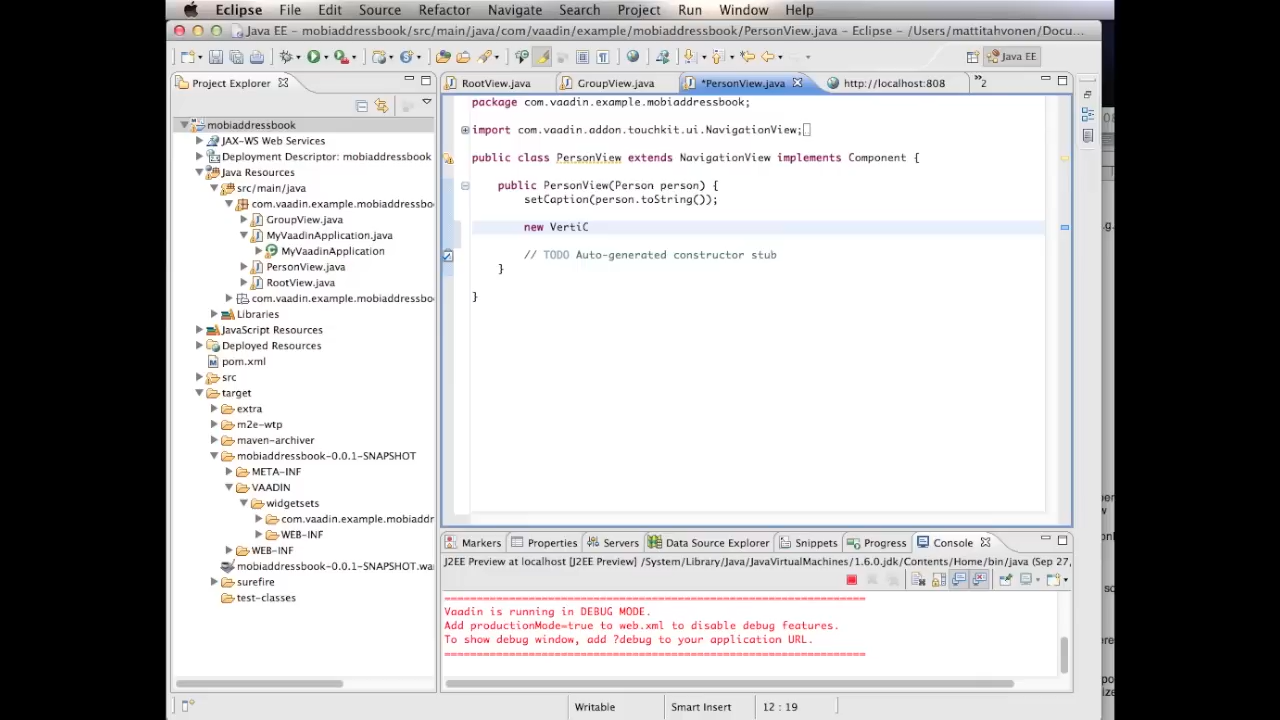 Eclipse File Edit Source Refactor Navigate Search Project Run Window Help
Java EE - mobiaddressbook/src/main/java/com/vaadin/example/mobiaddressbook/PersonView.java - Eclipse - /Users/mattitahvonen/Docu...
Java EE
Project Explorer
RootView.java
GroupView.java
*PersonView.java
http://localhost:808
»2
mobiaddressbook
JAX-WS Web Services
Deployment Descriptor: mobiaddressbook
Java Resources
src/main/java
com.vaadin.example.mobiaddressbo
GroupView.java
MyVaadinApplication.java
MyVaadinApplication
PersonView.java
RootView.java
com.vaadin.example.mobiaddressbo
Libraries
JavaScript Resources
Deployed Resources
pom.xml
src
target
extra
m2e-wtp
maven-archiver
mobiaddressbook-0.0.1-SNAPSHOT
META-INF
VAADIN
widgetsets
com.vaadin.example.mobiaddr
WEB-INF
WEB-INF
mobiaddressbook-0.0.1-SNAPSHOT.wa
surefire
test-classes
package com.vaadin.example.mobiaddressbook;
import com.vaadin.addon.touchkit.ui.NavigationView;
public class PersonView extends NavigationView implements Component {
public PersonView(Person person) {
setCaption(person.toString());
new VertiC
// TODO Auto-generated constructor stub
}
}
Markers
Properties
Servers
Data Source Explorer
Snippets
Progress
Console
J2EE Preview at localhost [J2EE Preview] /System/Library/Java/JavaVirtualMachines/1.6.0.jdk/Contents/Home/bin/java (Sep 27,
=================================================================
Vaadin is running in DEBUG MODE.
Add productionMode=true to web.xml to disable debug features.
To show debug window, add ?debug to your application URL.
=================================================================
Writable
Smart Insert
12 : 19